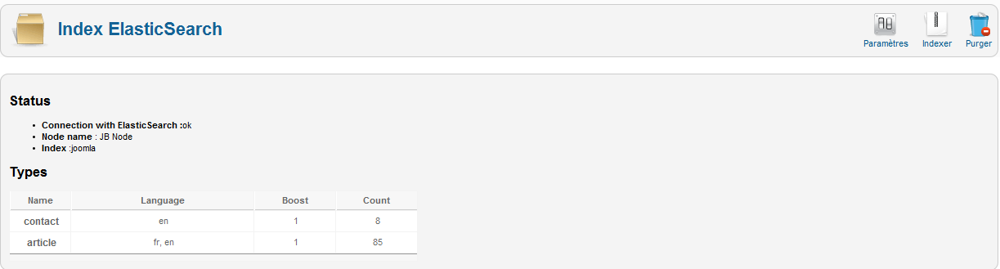 Index ElasticSearch
Paramètres Indexer Purger
Status
• Connection with ElasticSearch :ok
• Node name : JB Node
• Index :joomla
Types
Name Language Boost Count
contact en 1 8
article fr, en 1 85